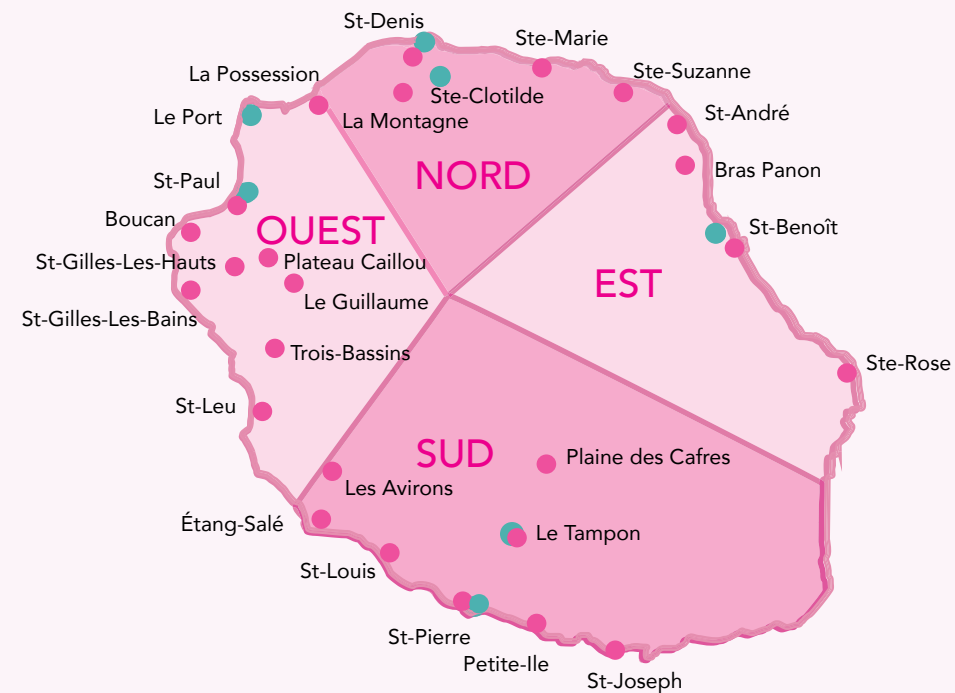 St-Denis
Ste-Marie
La Possession
Ste-Suzanne
Ste-Clotilde
Le Port
La Montagne
St-André
NORD
Bras Panon
St-Paul
Boucan
OUEST
St-Benoît
St-Gilles-Les-Hauts
Plateau Caillou
EST
Le Guillaume
St-Gilles-Les-Bains
Trois-Bassins
Ste-Rose
St-Leu
SUD
Plaine des Cafres
Les Avirons
Étang-Salé
Le Tampon
St-Louis
St-Pierre
Petite-Ile
St-Joseph